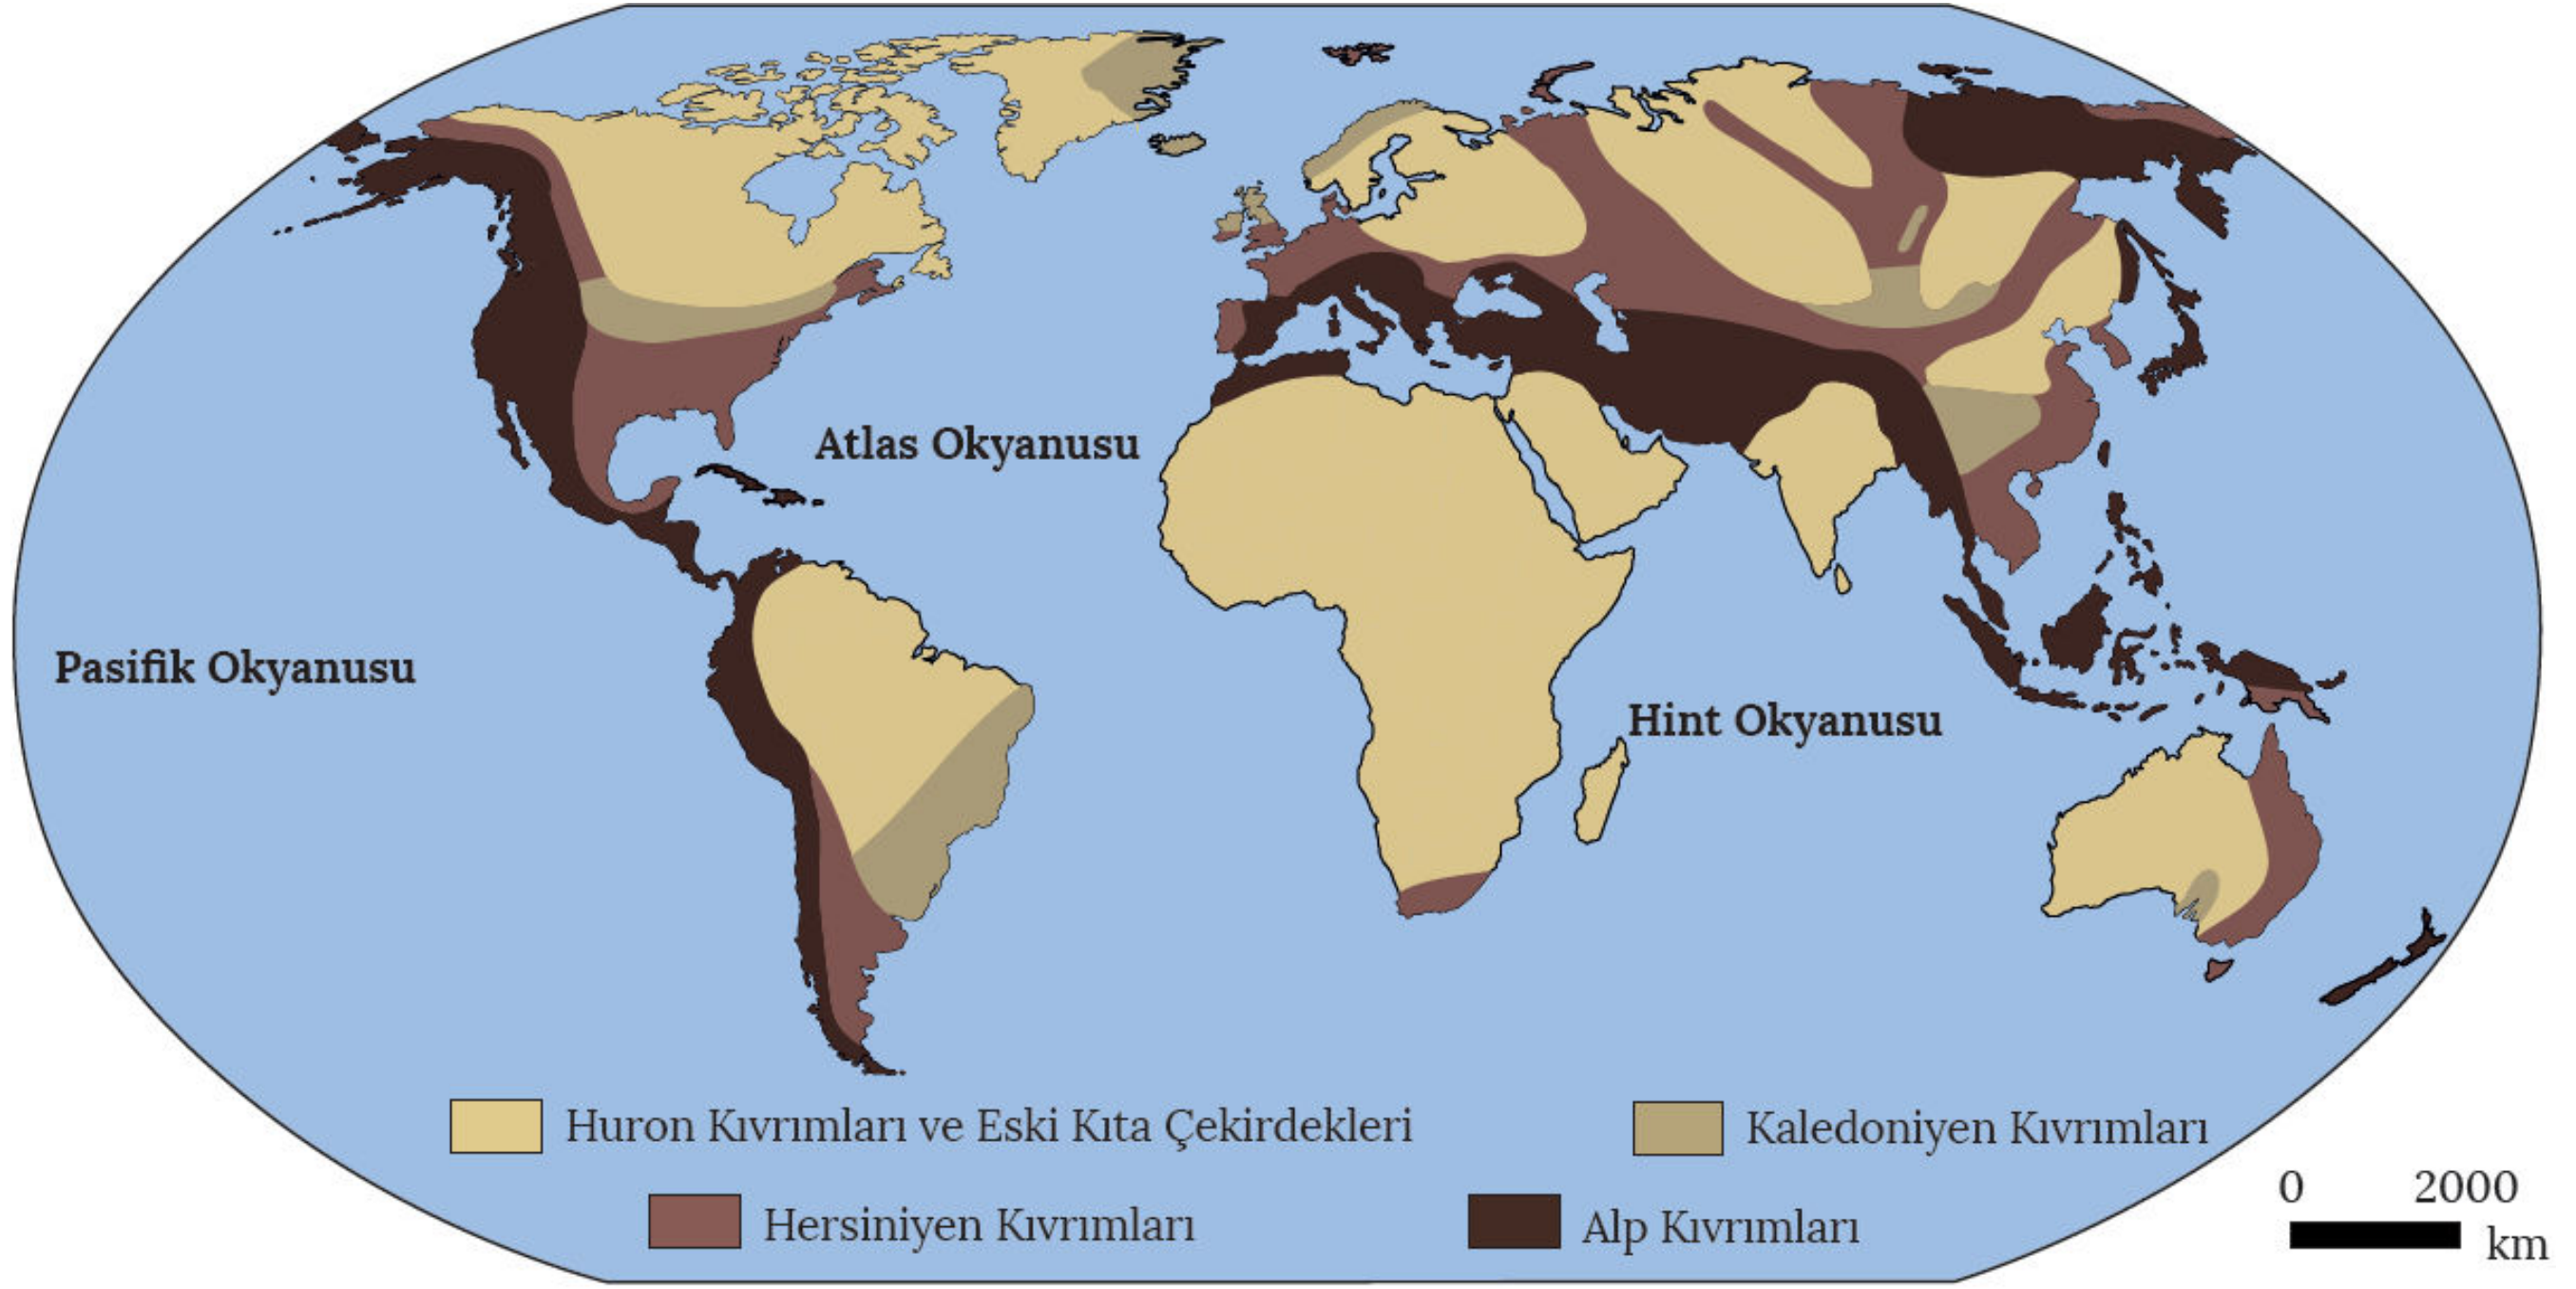 Atlas Okyanusu
Pasifik Okyanusu
Hint Okyanusu
Huron Kıvrımları ve Eski Kıta Çekirdekleri
Kaledoniyen Kıvrımları
Hersiniyen Kıvrımları
Alp Kıvrımları
0 2000
km